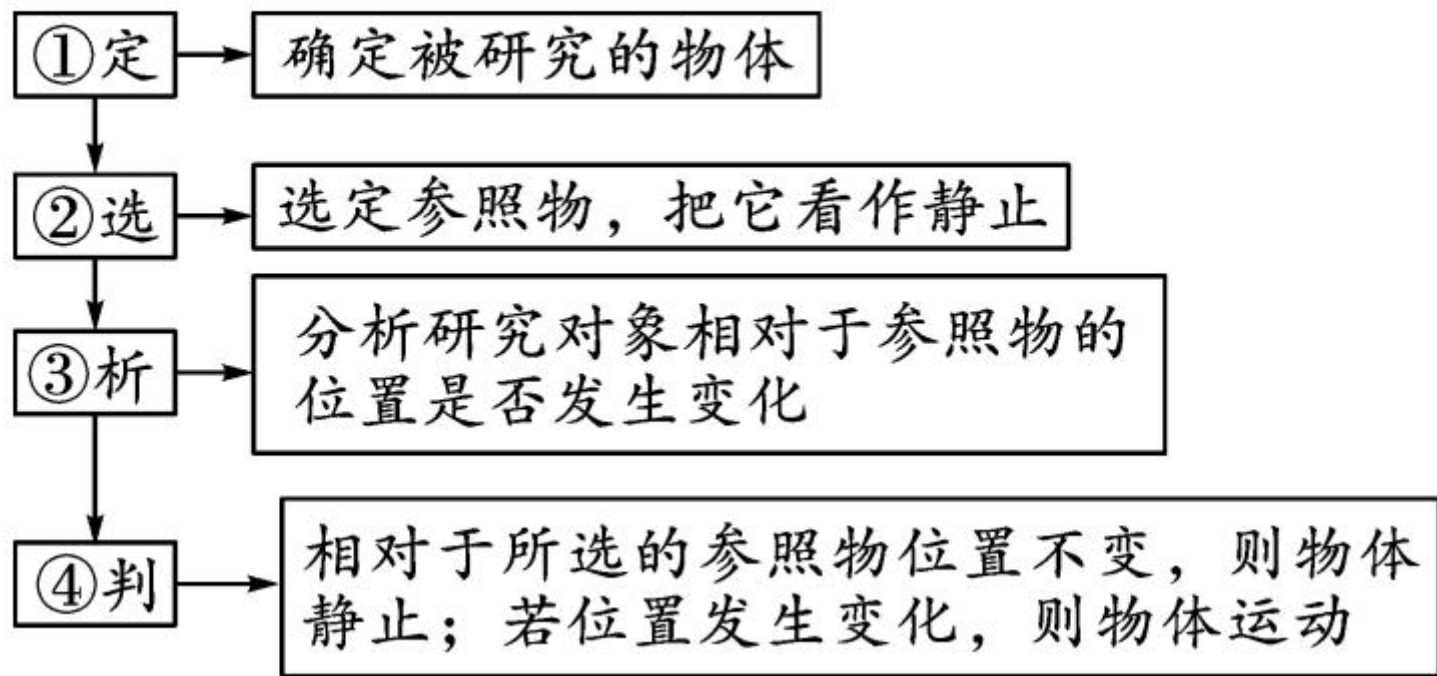 ①定
确定被研究的物体
②选
选定参照物，把它看作静止
③析
分析研究对象相对于参照物的
位置是否发生变化
④判
相对于所选的参照物位置不变，则物体
静止；若位置发生变化，则物体运动